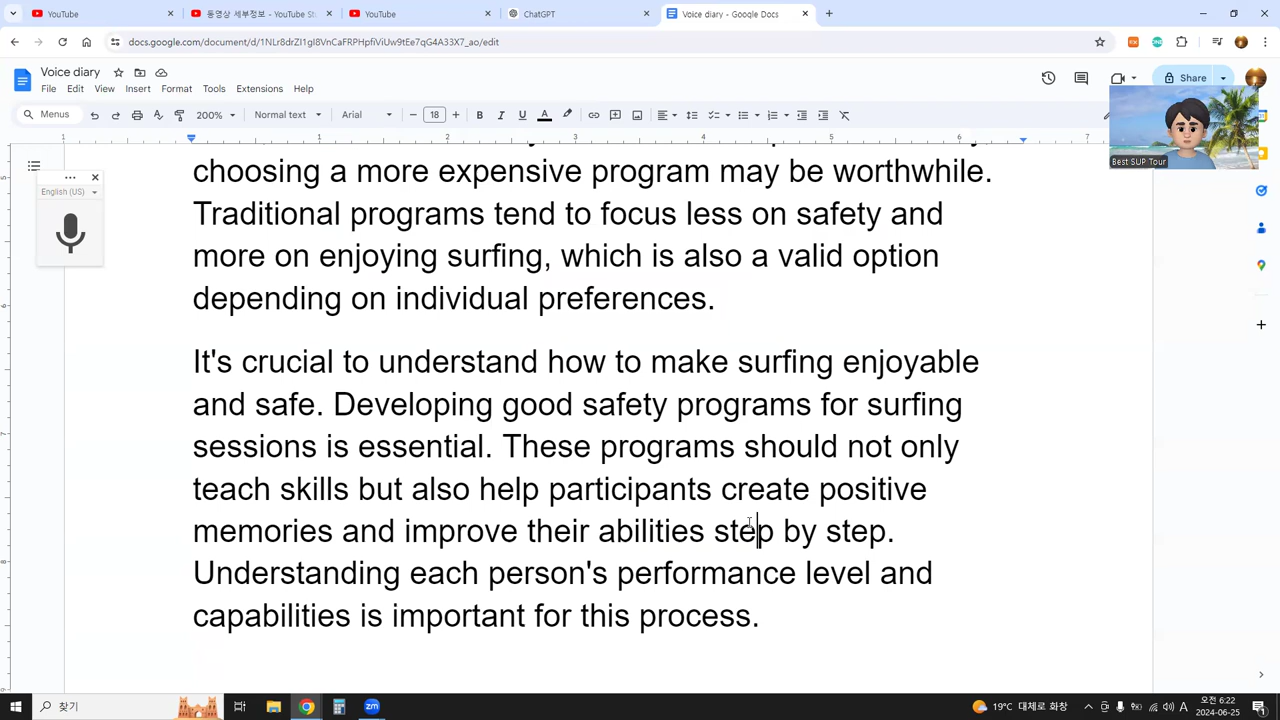 YouTube
동영상 세부정보 - YouTube St
YouTube
ChatGPT
Voice diary - Google Docs
Voice diary
File Edit View Insert Format Tools Extensions Help
Share
Menus
200%
Normal text
Arial
18
English (US)
Best SUP Tour
choosing a more expensive program may be worthwhile.
Traditional programs tend to focus less on safety and
more on enjoying surfing, which is also a valid option
depending on individual preferences.
It's crucial to understand how to make surfing enjoyable
and safe. Developing good safety programs for surfing
sessions is essential. These programs should not only
teach skills but also help participants create positive
memories and improve their abilities step by step.
Understanding each person's performance level and
capabilities is important for this process.
찾기
19°C 대체로 화창
오전 6:22
2024-06-25